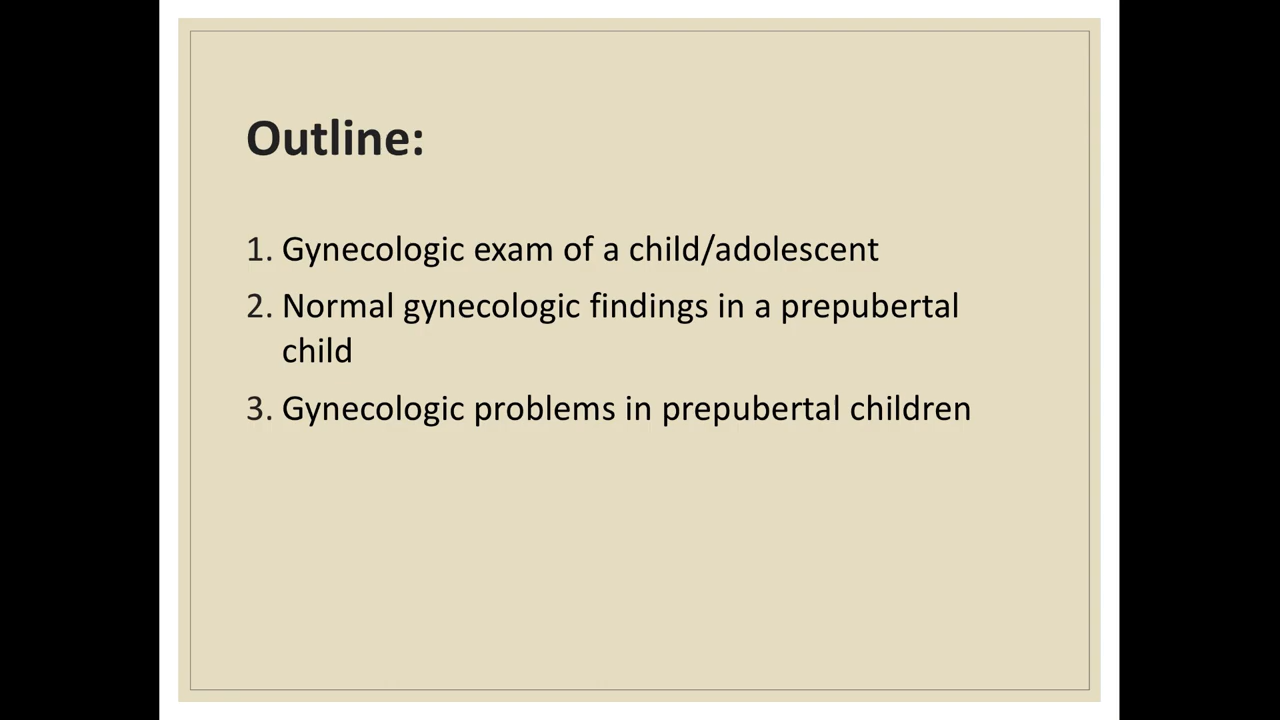 Outline:
1. Gynecologic exam of a child/adolescent
2. Normal gynecologic findings in a prepubertal
child
3. Gynecologic problems in prepubertal children